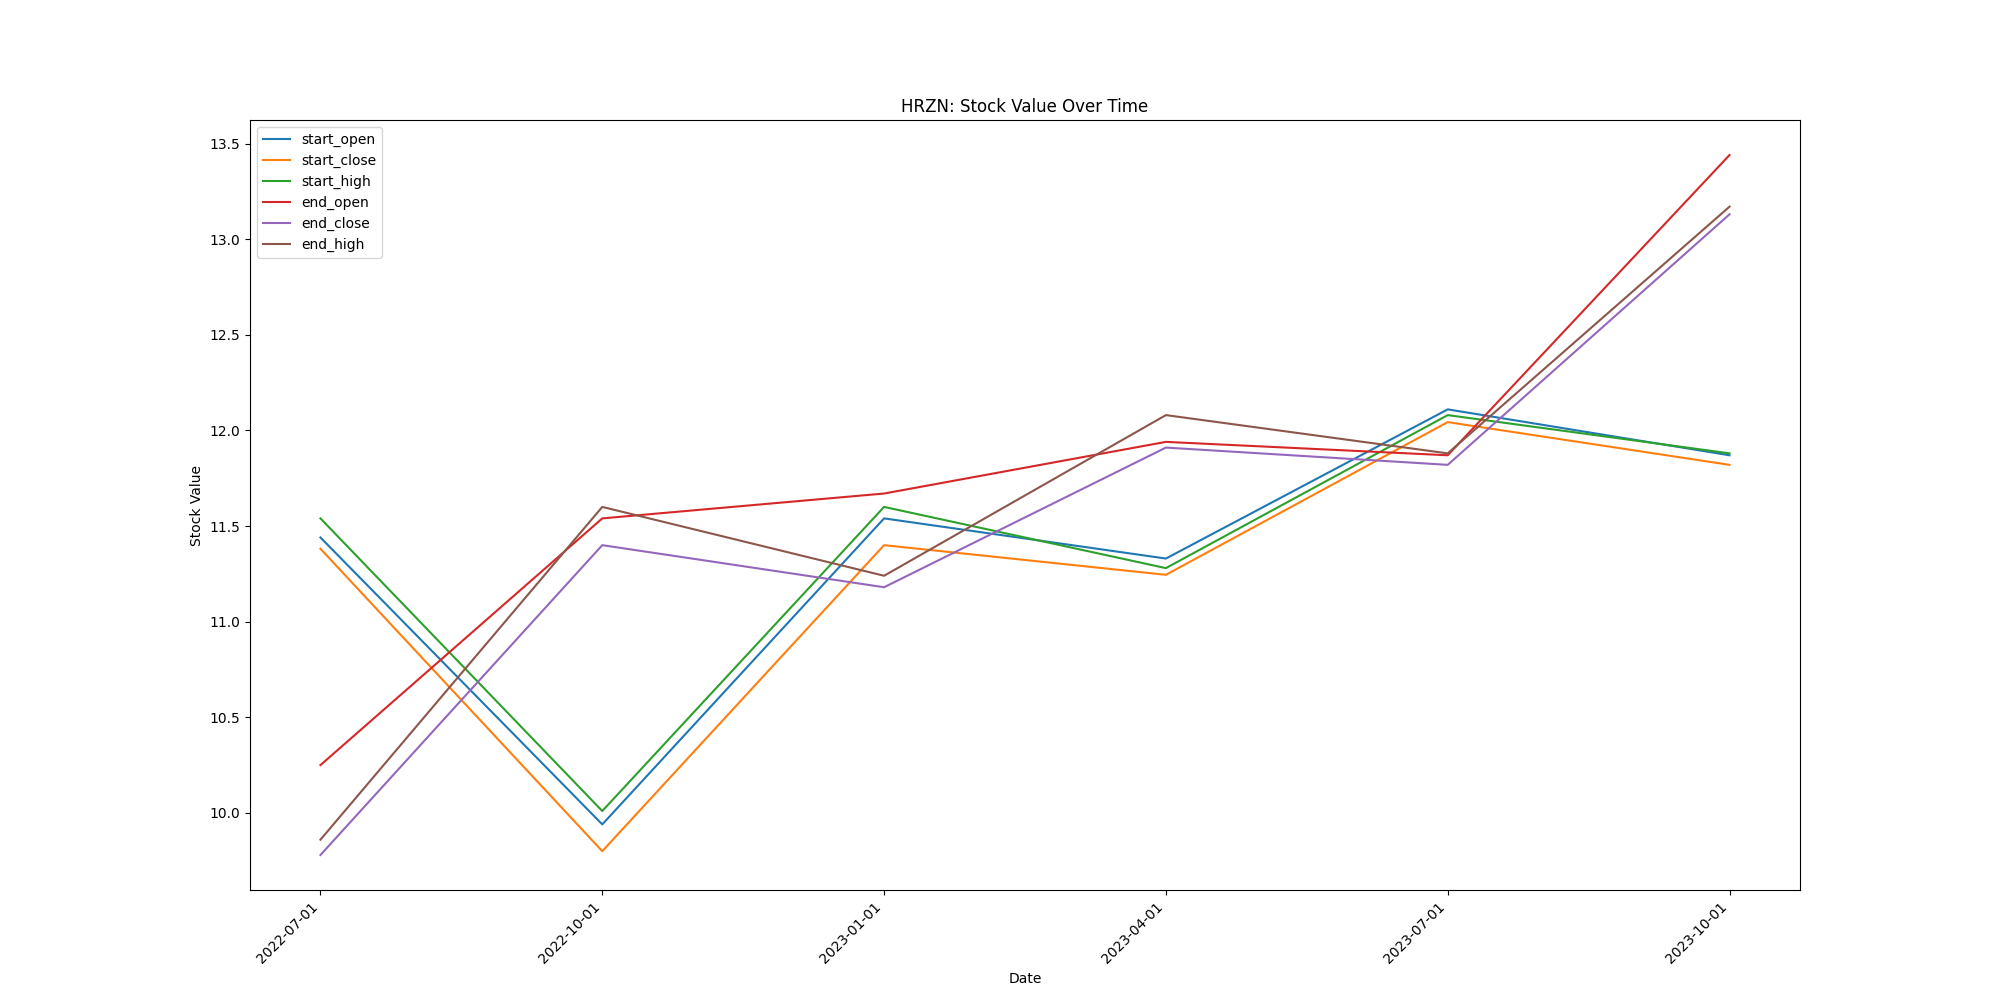 HRZN: Stock Value Over Time
start_open
start_close
start_high
end_open
end_close
end_high
13.5
13.0
12.5
12.0
11.5
11.0
10.5
10.0
Stock Value
2022-07-01
2022-10-01
2023-01-01
2023-04-01
2023-07-01
2023-10-01
Date